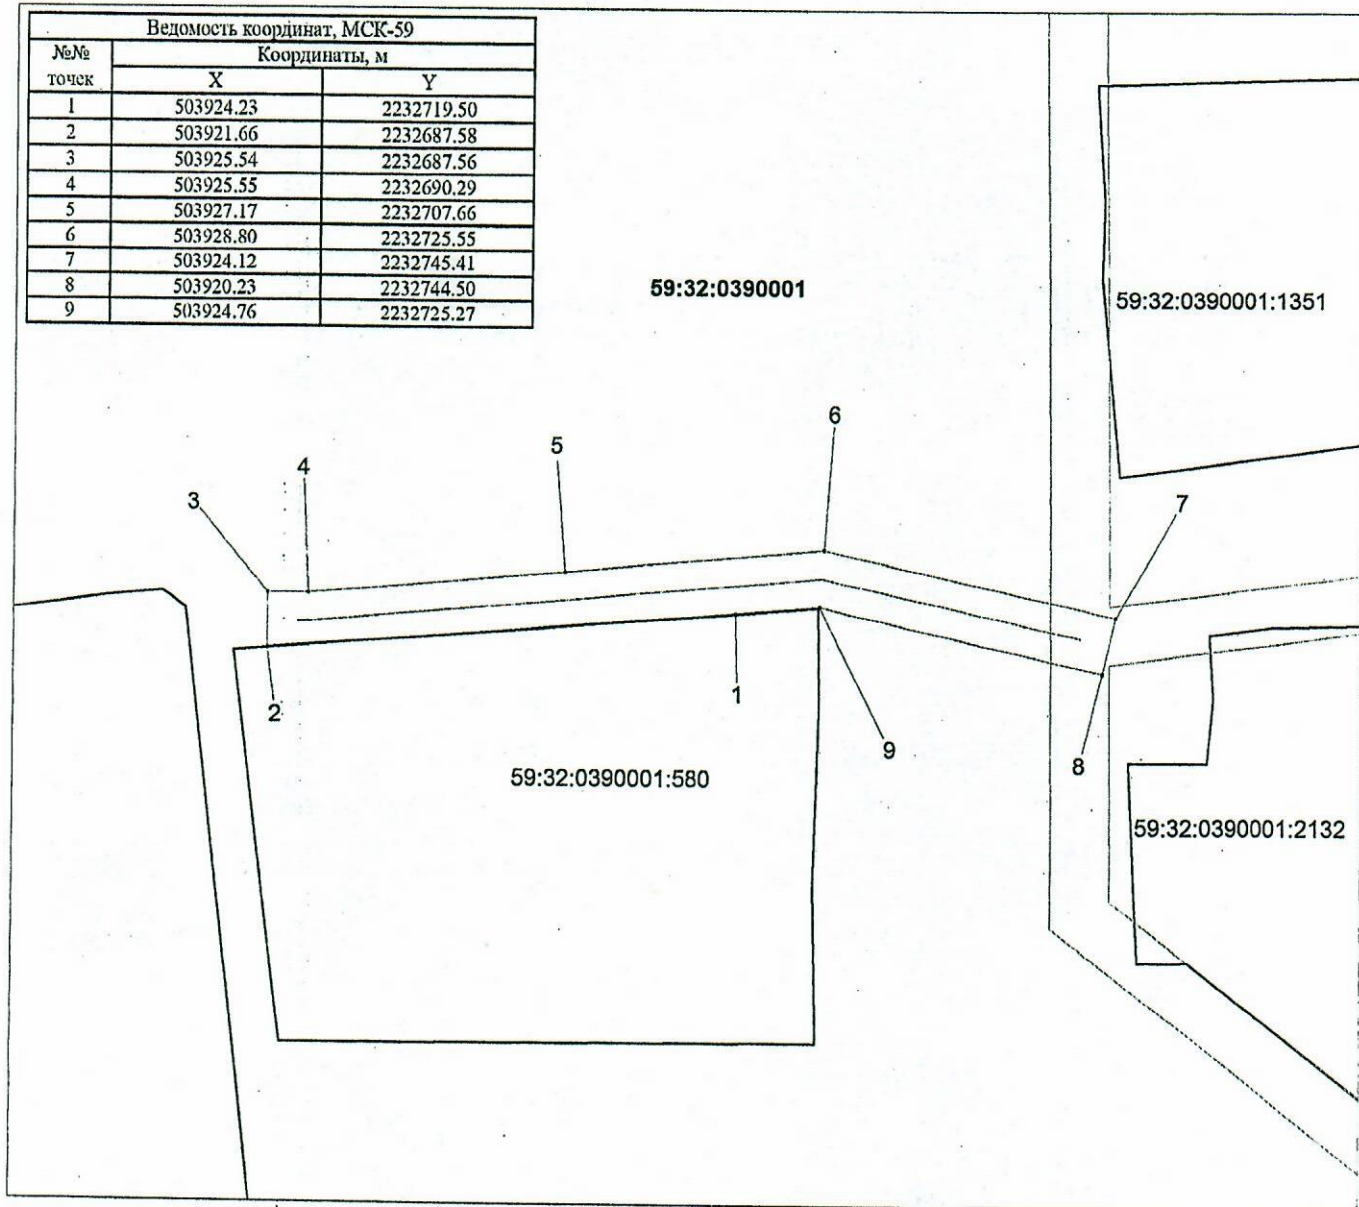 Ведомость координат, МСК-59
№№ точек Координаты, м
X Y
1 503924.23 2232719.50
2 503921.66 2232687.58
3 503925.54 2232687.56
4 503925.55 2232690.29
5 503927.17 2232707.66
6 503928.80 2232725.55
7 503924.12 2232745.41
8 503920.23 2232744.50
9 503924.76 2232725.27
59:32:0390001
59:32:0390001:1351
6
5
4
3
7
2
1
9
8
59:32:0390001:580
59:32:0390001:2132